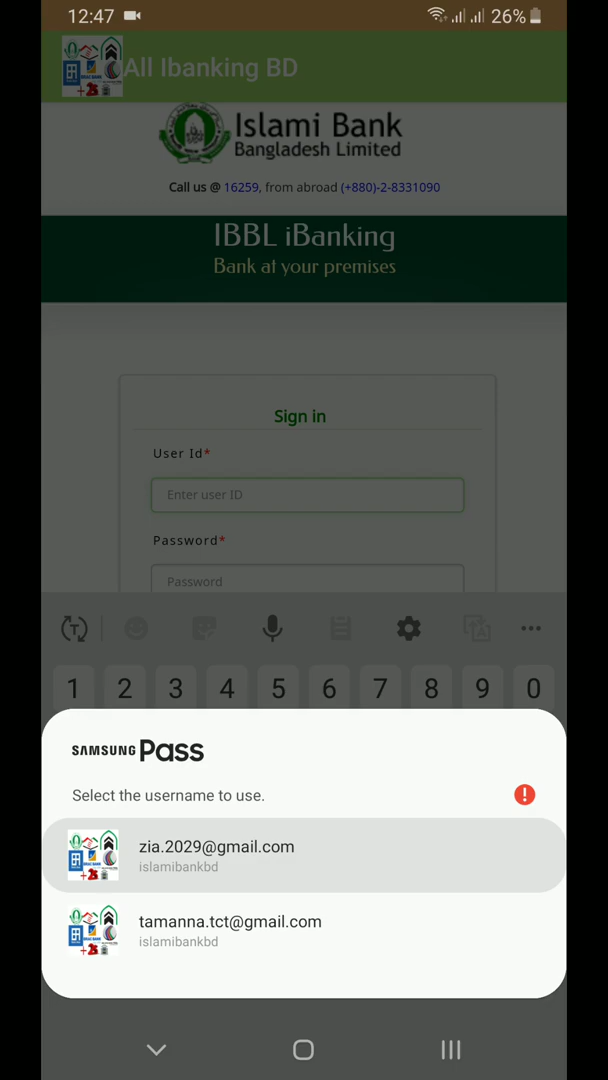 12:47
26%
All Ibanking BD
Islami Bank
Bangladesh Limited
Call us @ 16259, from abroad (+880)-2-8331090
IBBL iBanking
Bank at your premises
Sign in
User Id*
Enter user ID
Password*
Password
1 2 3 4 5 6 7 8 9 0
SAMSUNG Pass
Select the username to use.
zia.2029@gmail.com
islamibankbd
tamanna.tct@gmail.com
islamibankbd